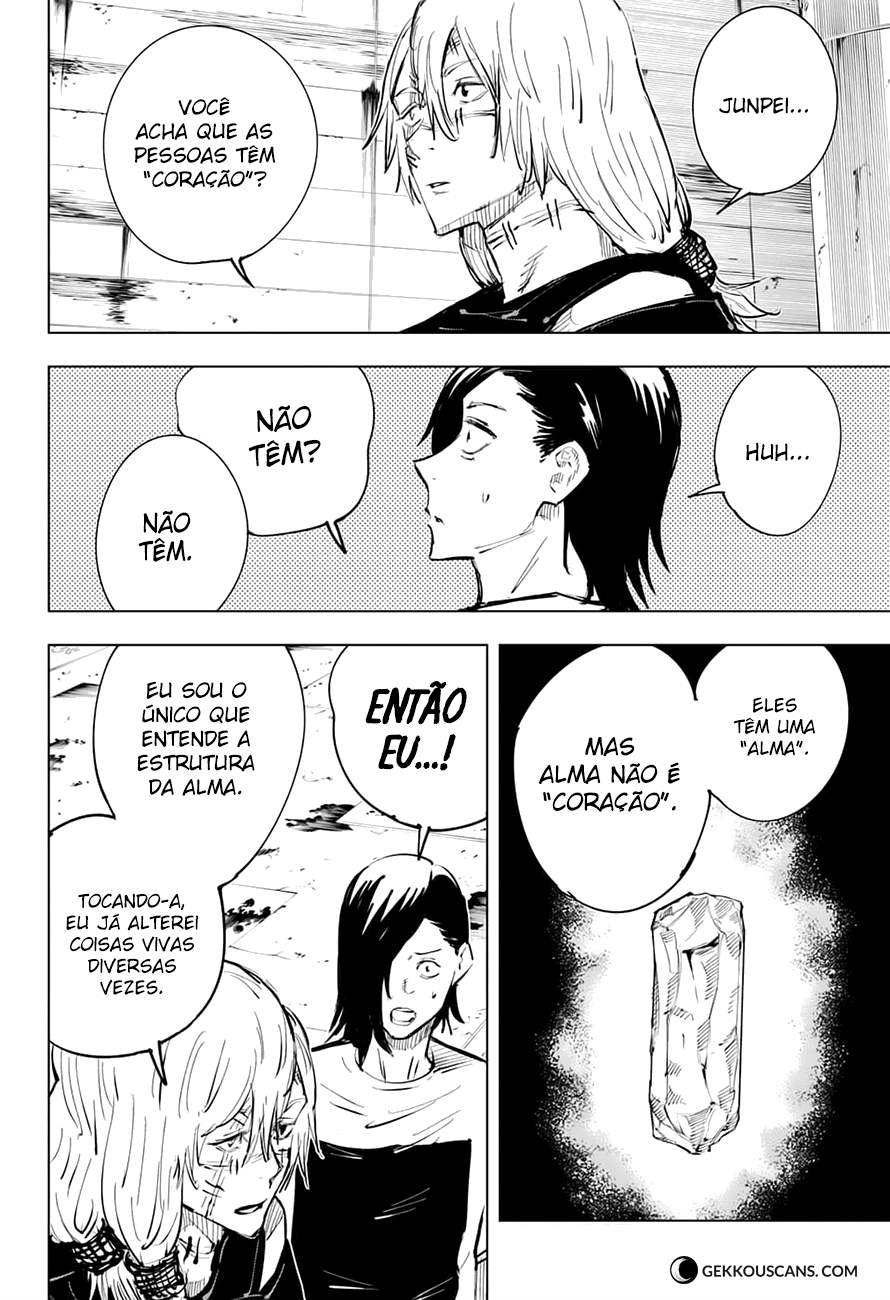 JUNPEI...
VOCÊ
ACHA QUE AS
PESSOAS TÊM
"CORAÇÃO"?
HUH...
NÃO
TÊM?
NÃO
TÊM.
ELES
TÊM UMA
"ALMA".
MAS
ALMA NÃO É
"CORAÇÃO".
ENTÃO
EU...!
EU SOU O
ÚNICO QUE
ENTENDE A
ESTRUTURA
DA ALMA.
TOCANDO-A,
EU JÁ ALTEREI
COISAS VIVAS
DIVERSAS
VEZES.
GEKKOUSCANS.COM